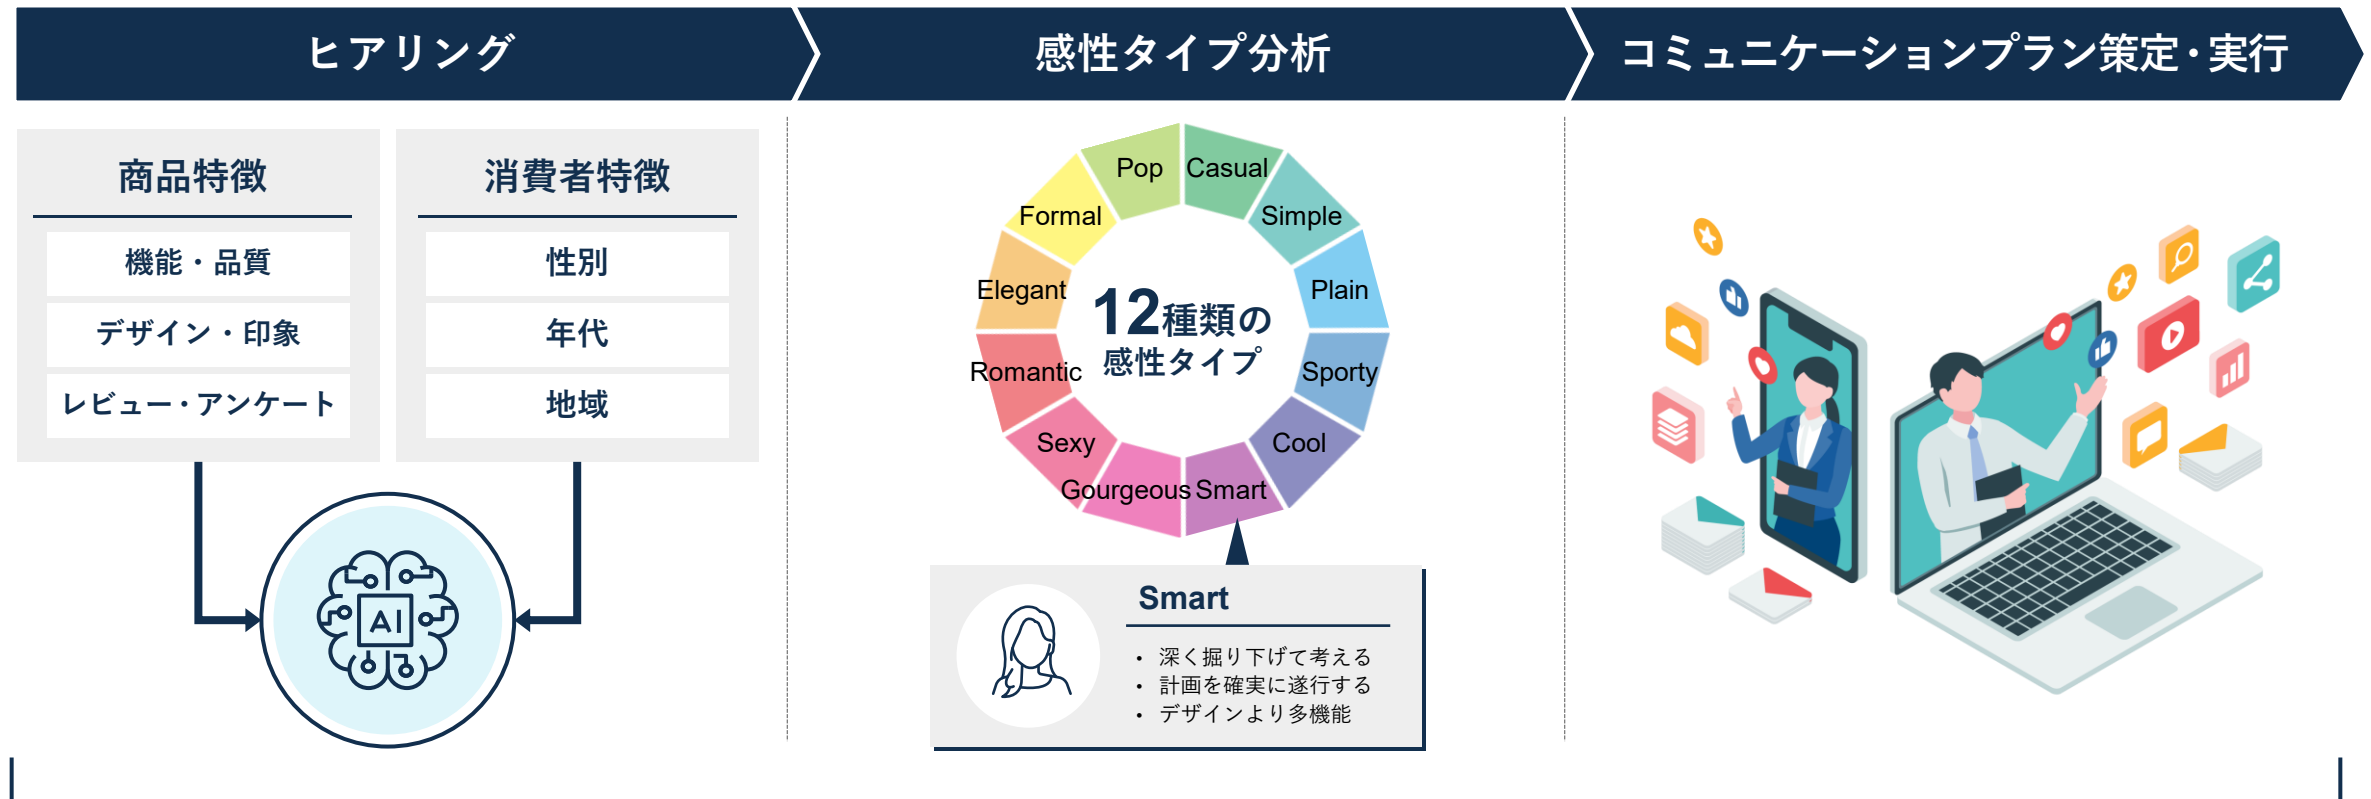 ヒアリング
感性タイプ分析
コミュニケーションプラン策定・実行
商品特徴
機能・品質
デザイン・印象
レビュー・アンケート
消費者特徴
性別
年代
地域
AI
Pop
Casual
Formal
Simple
Elegant
Plain
12種類の
感性タイプ
Romantic
Sporty
Sexy
Cool
Gourgeous
Smart
Smart
• 深く掘り下げて考える
• 計画を確実に遂行する
• デザインより多機能